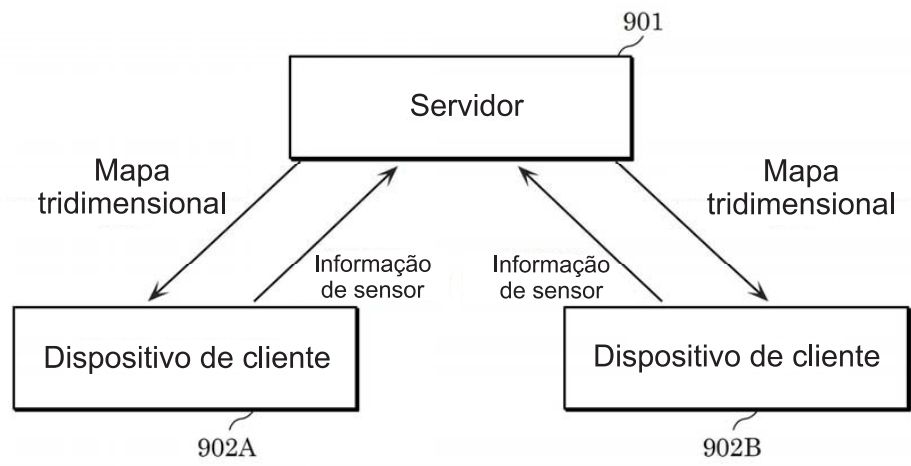 901
Servidor
Mapa
tridimensional
Mapa
tridimensional
Informação
de sensor
Informação
de sensor
Dispositivo de cliente
Dispositivo de cliente
902A
902B